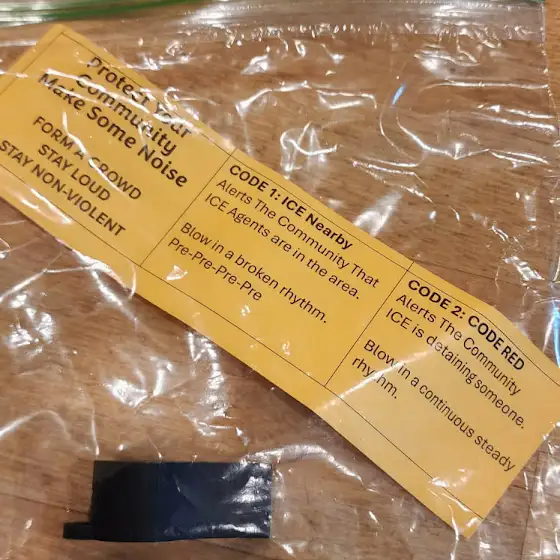 Protect Your
Community
Make Some Noise
FORM A CROWD
STAY LOUD
STAY NON-VIOLENT
CODE 1: ICE Nearby
Alerts The Community That
ICE Agents are in the area.
Blow in a broken rhythm.
Pre-Pre-Pre-Pre
CODE 2: CODE RED
Alerts The Community
ICE is detaining someone.
Blow in a continuous steady
rhythm.